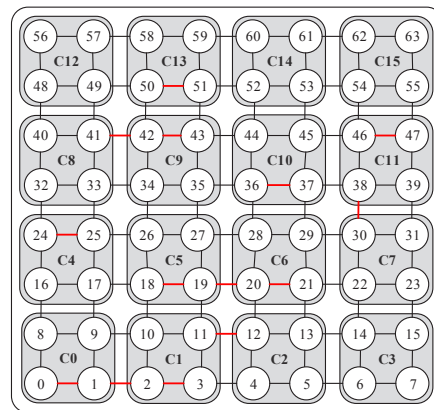 56 57 58 59 60 61 62 63
C12 C13 C14 C15
48 49 50 51 52 53 54 55
40 41 42 43 44 45 46 47
C8 C9 C10 C11
32 33 34 35 36 37 38 39
24 25 26 27 28 29 30 31
C4 C5 C6 C7
16 17 18 19 20 21 22 23
8 9 10 11 12 13 14 15
C0 C1 C2 C3
0 1 2 3 4 5 6 7